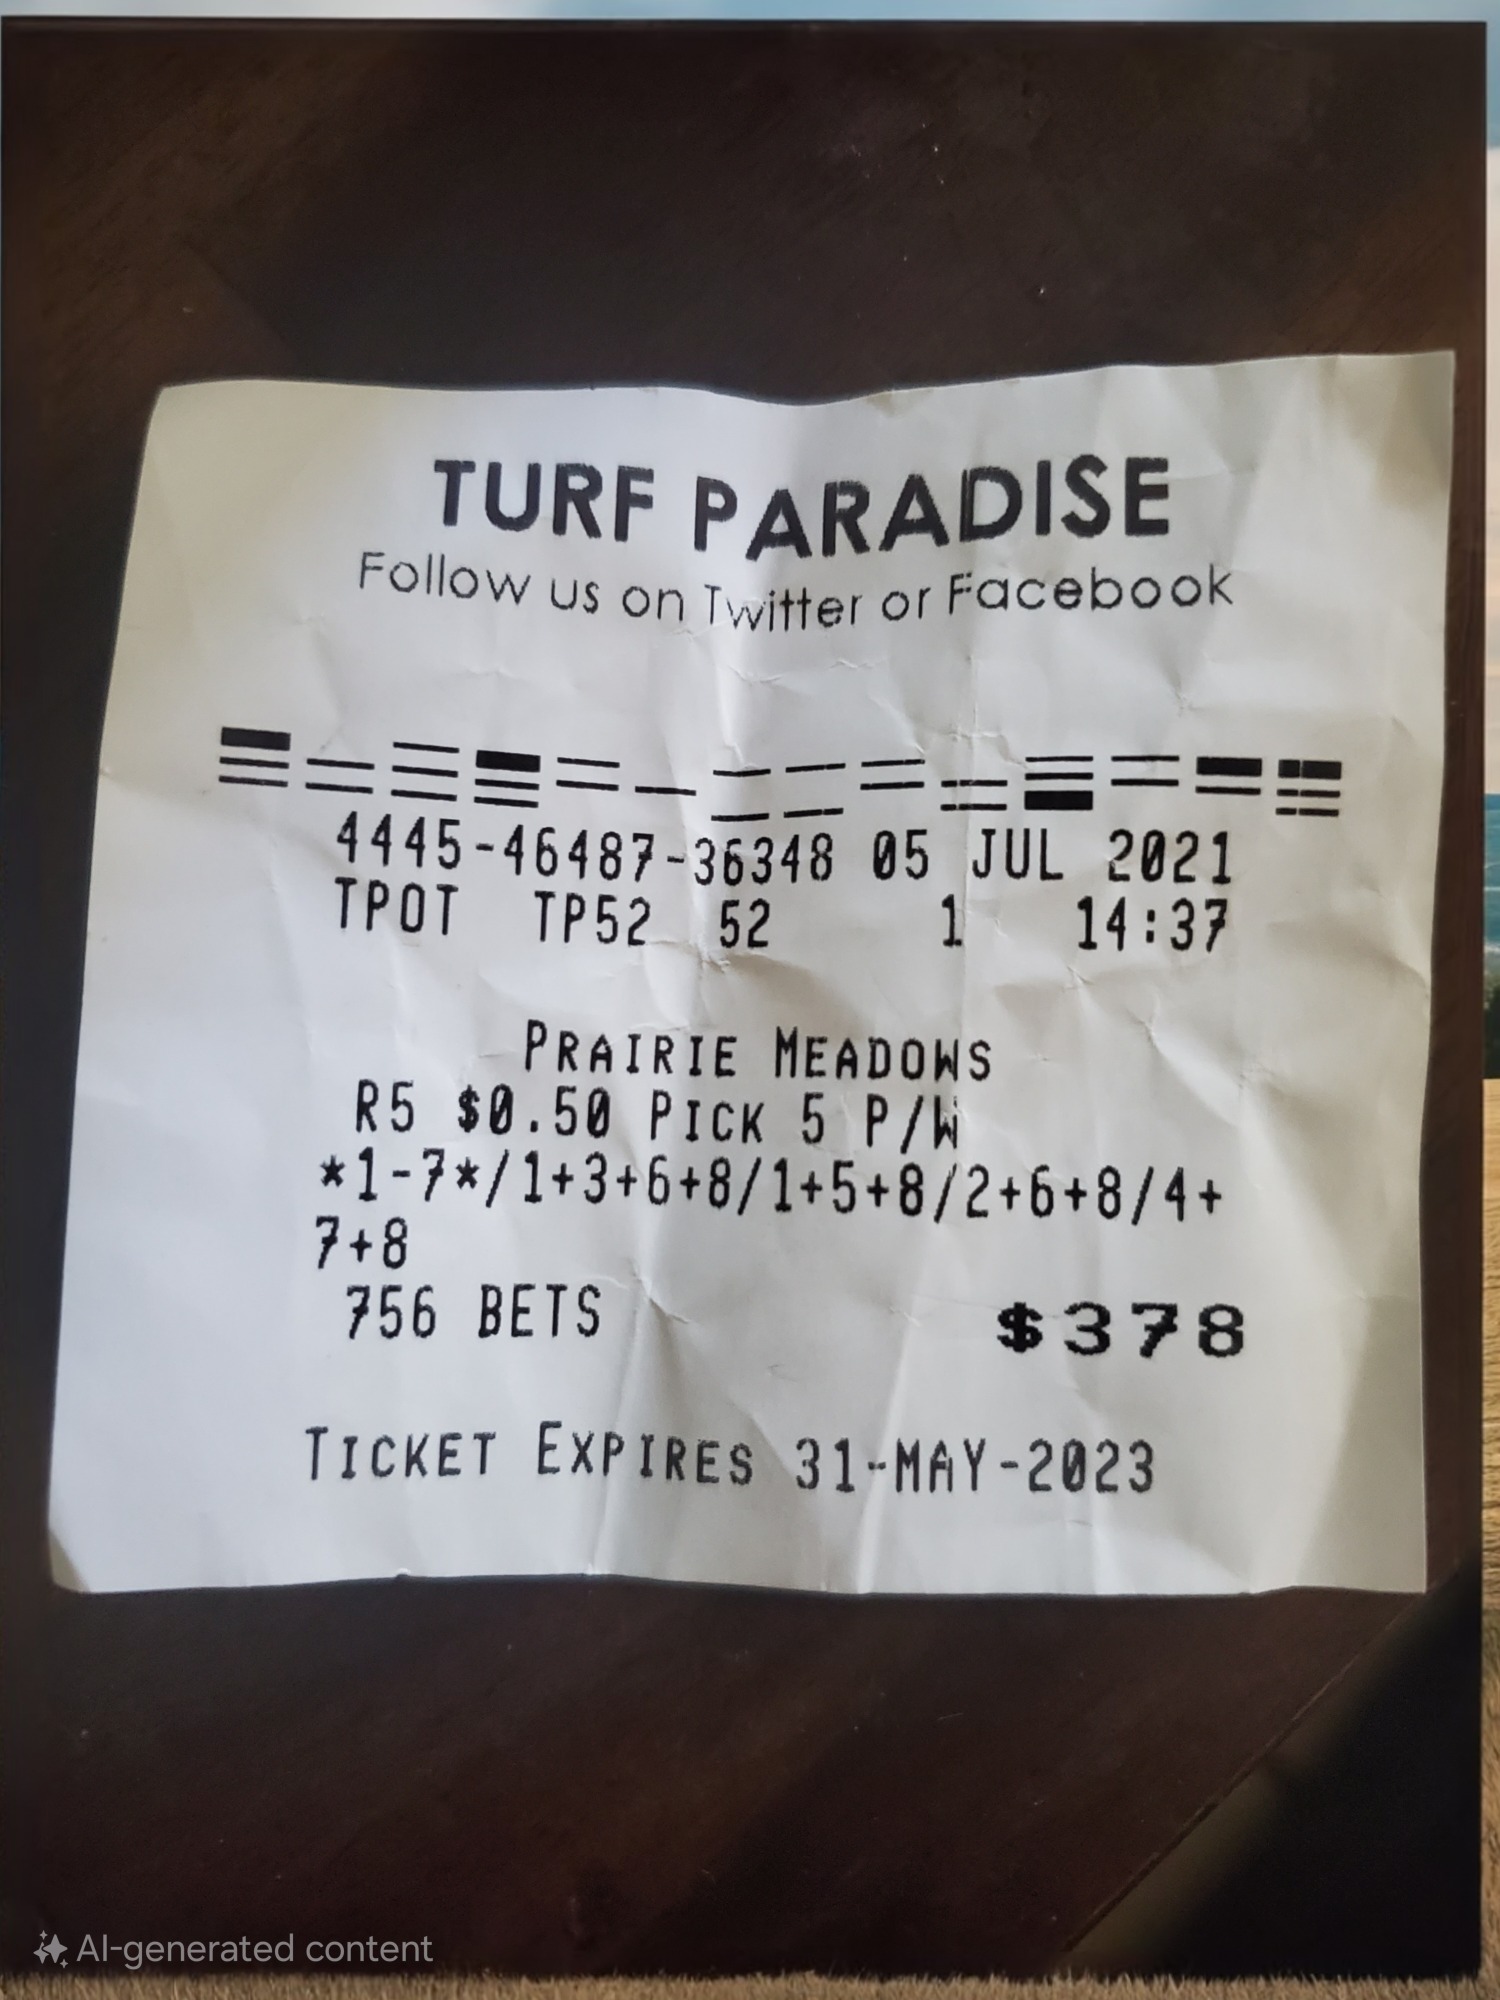 TURF PARADISE
Follow us on Twitter or Facebook
4445-46487-36348 05 JUL 2021
TPOT TP52 52 1 14:37
PRAIRIE MEADOWS
R5 $0.50 PICK 5 P/W
*1-7*/1+3+6+8/1+5+8/2+6+8/4+
7+8
756 BETS $378
TICKET EXPIRES 31-MAY-2023
AI-generated content